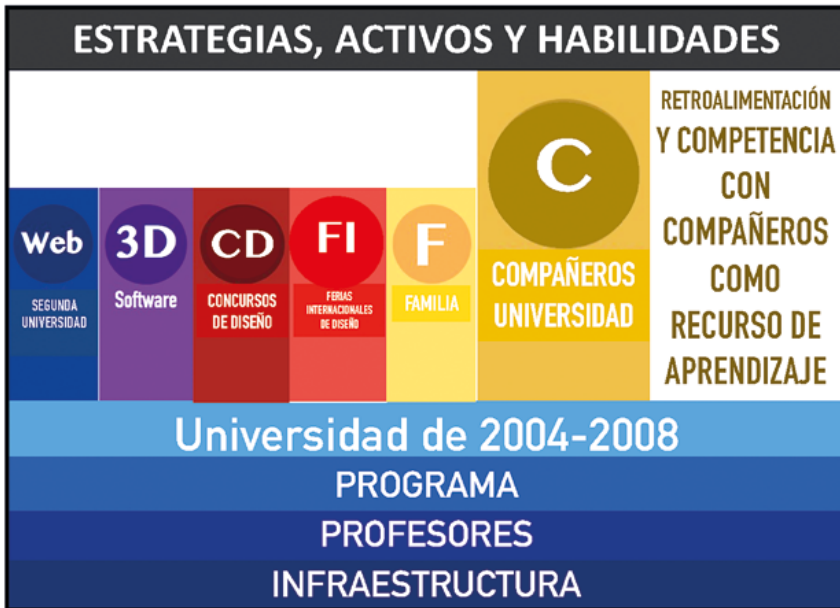 ESTRATEGIAS, ACTIVOS Y HABILIDADES
Web
SEGUNDA
UNIVERSIDAD
3D
Software
CD
CONCURSOS
DE DISEÑO
FI
FERIAS
INTERNACIONALES
DE DISEÑO
F
FAMILIA
C
COMPAÑEROS
UNIVERSIDAD
RETROALIMENTACIÓN
Y COMPETENCIA
CON
COMPAÑEROS
COMO
RECURSO DE
APRENDIZAJE
Universidad de 2004-2008
PROGRAMA
PROFESORES
INFRAESTRUCTURA